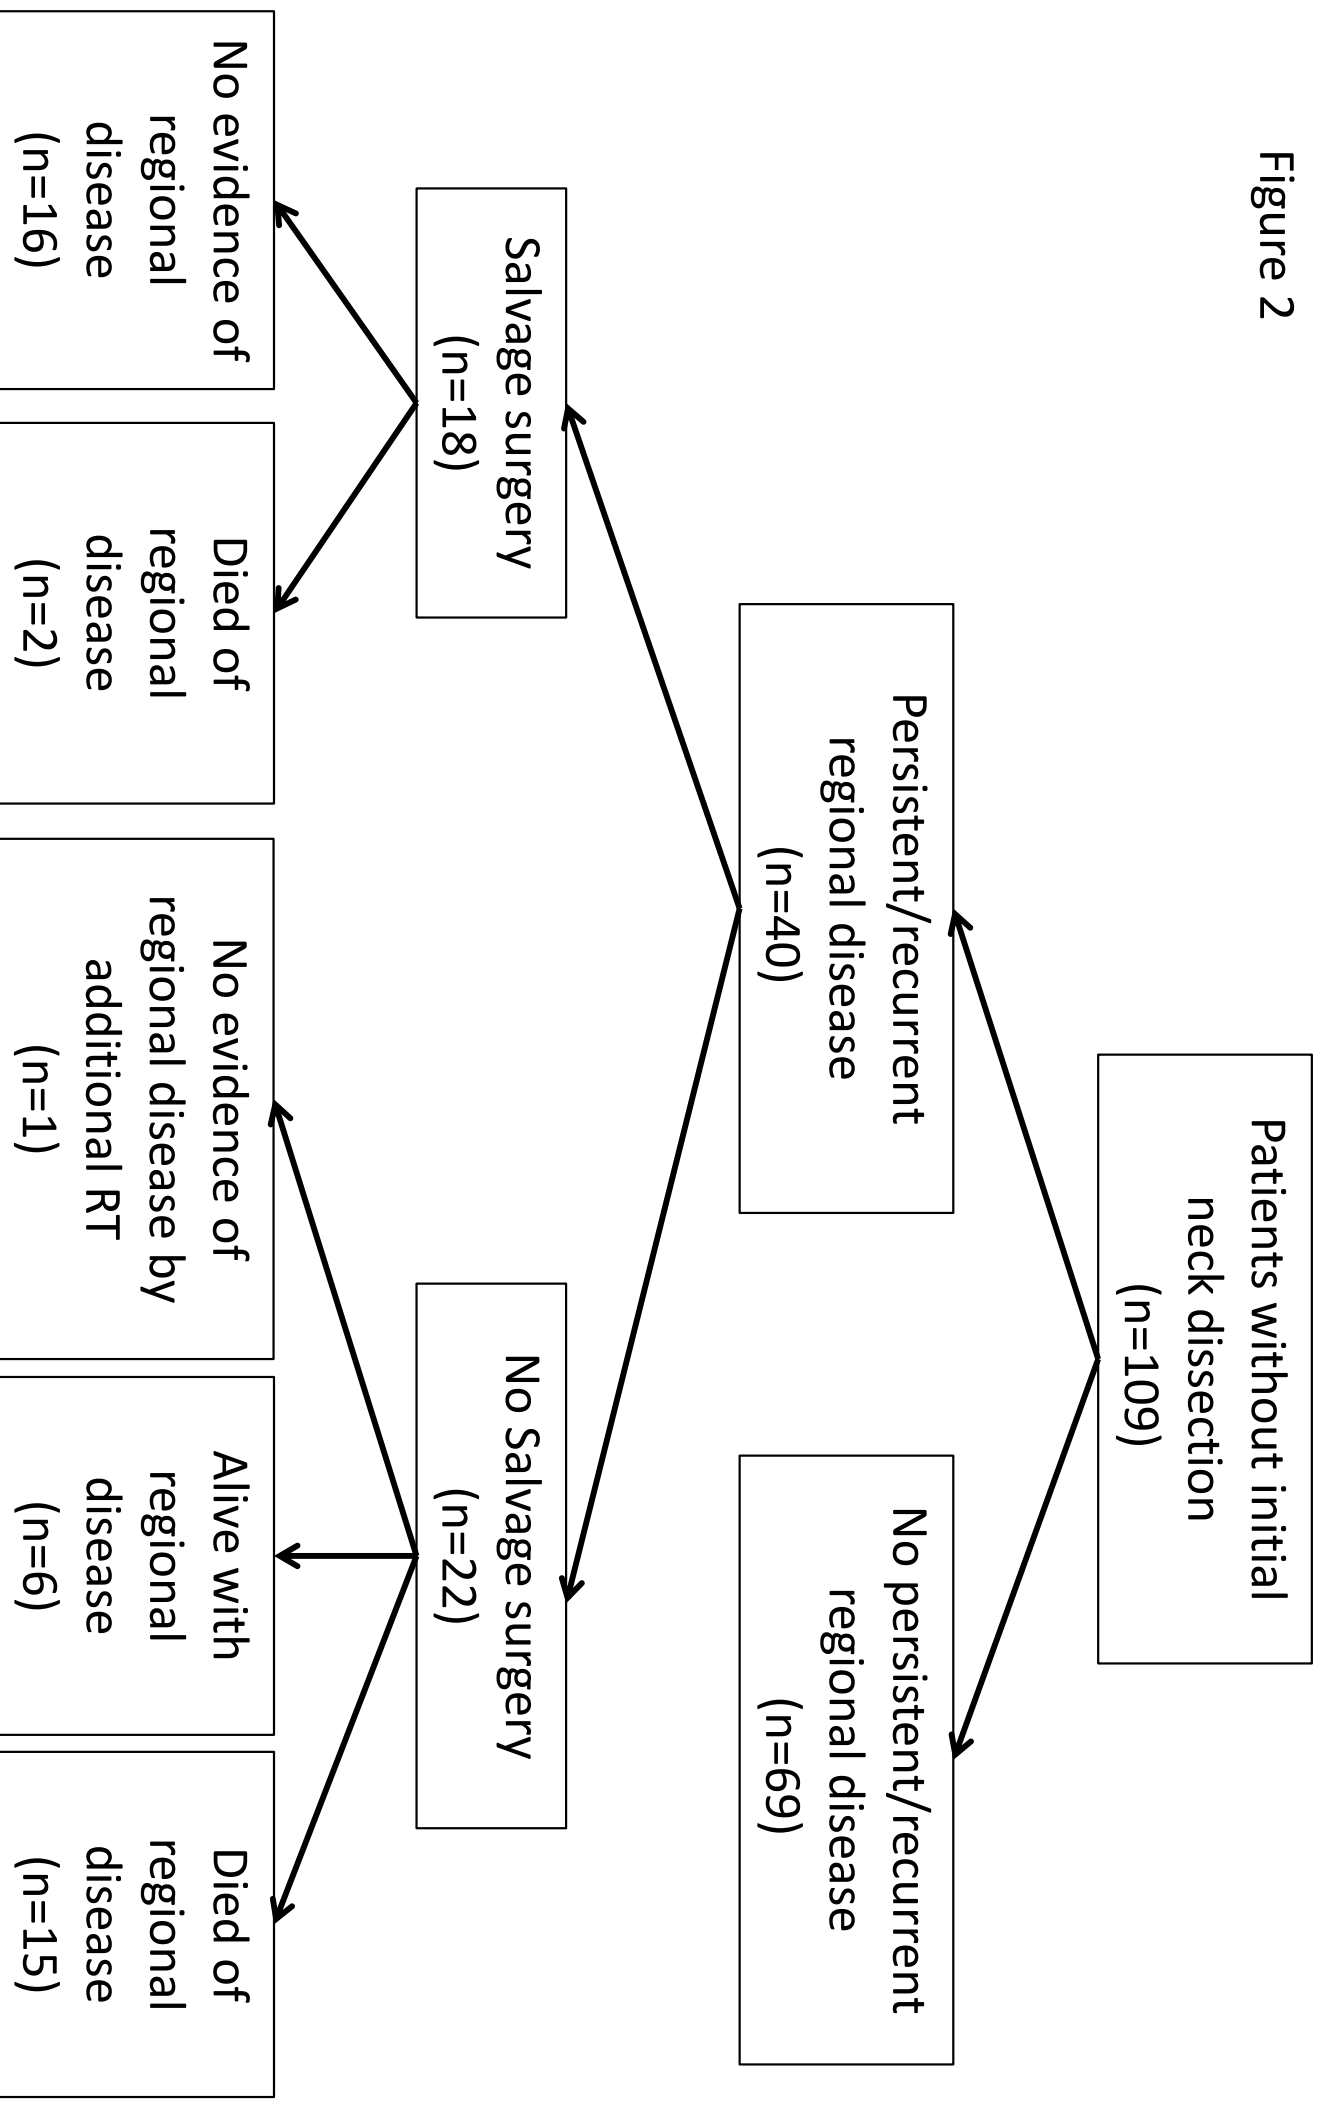 Figure 2
Patients without initial
neck dissection
(n=109)
Persistent/recurrent
regional disease
(n=40)
No persistent/recurrent
regional disease
(n=69)
Salvage surgery
(n=18)
No Salvage surgery
(n=22)
No evidence of
regional
disease
(n=16)
Died of
regional
disease
(n=2)
No evidence of
regional disease by
additional RT
(n=1)
Alive with
regional
disease
(n=6)
Died of
regional
disease
(n=15)